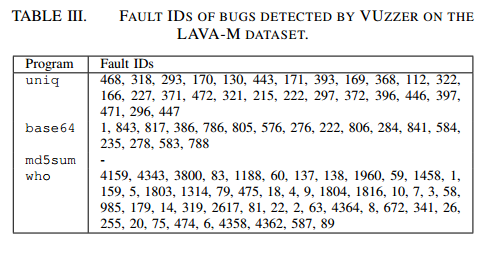 TABLE III. FAULT IDS OF BUGS DETECTED BY VUZZER ON THE
LAVA-M DATASET.
Program Fault IDs
uniq 468, 318, 293, 170, 130, 443, 171, 393, 169, 368, 112, 322,
166, 227, 371, 472, 321, 215, 222, 297, 372, 396, 446, 397,
471, 296, 447
base64 1, 843, 817, 386, 786, 805, 576, 276, 222, 806, 284, 841, 584,
235, 278, 583, 788
md5sum -
who 4159, 4343, 3800, 83, 1188, 60, 137, 138, 1960, 59, 1458, 1,
159, 5, 1803, 1314, 79, 475, 18, 4, 9, 1804, 1816, 10, 7, 3, 58,
985, 179, 14, 319, 2617, 81, 22, 2, 63, 4364, 8, 672, 341, 26,
255, 20, 75, 474, 6, 4358, 4362, 587, 89